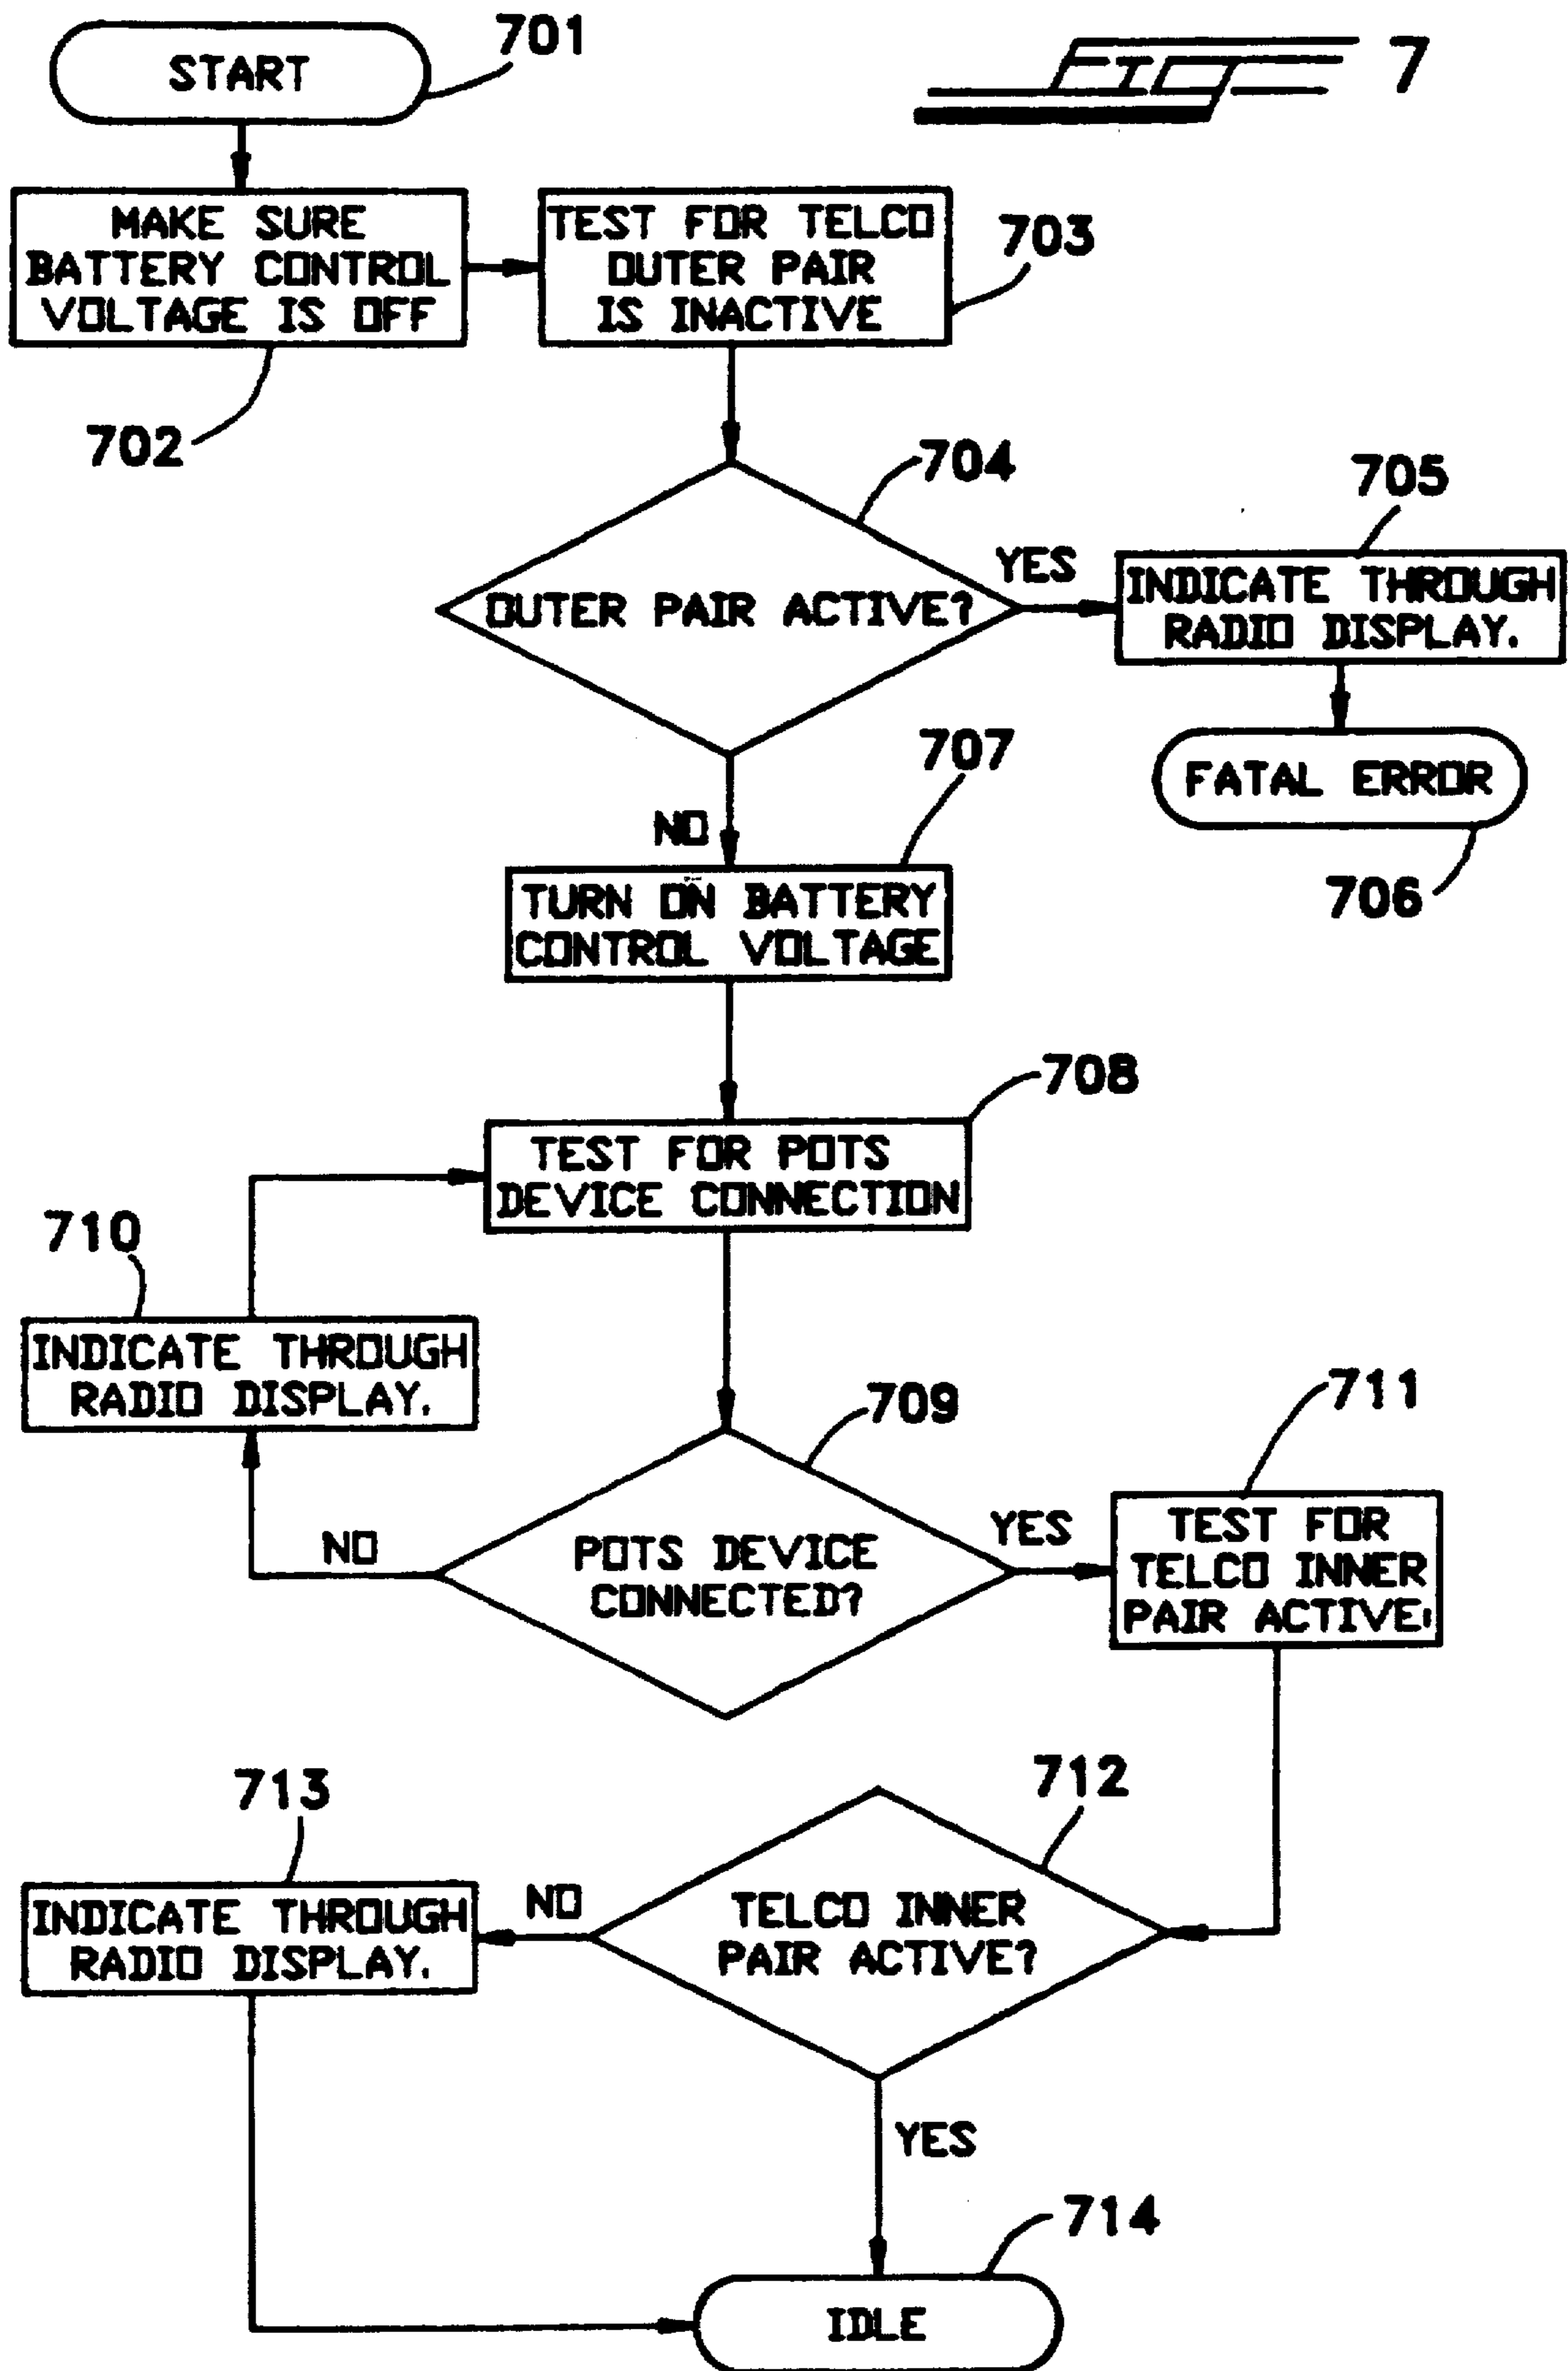 START
701
FIG 7
MAKE SURE
BATTERY CONTROL
VOLTAGE IS OFF
702
TEST FOR TELCO
OUTER PAIR
IS INACTIVE
703
704
OUTER PAIR ACTIVE?
YES
705
INDICATE THROUGH
RADIO DISPLAY.
FATAL ERROR
706
NO
707
TURN ON BATTERY
CONTROL VOLTAGE
708
TEST FOR POTS
DEVICE CONNECTION
710
INDICATE THROUGH
RADIO DISPLAY.
709
NO
POTS DEVICE
CONNECTED?
YES
711
TEST FOR
TELCO INNER
PAIR ACTIVE.
712
TELCO INNER
PAIR ACTIVE?
NO
713
INDICATE THROUGH
RADIO DISPLAY.
YES
714
IDLE